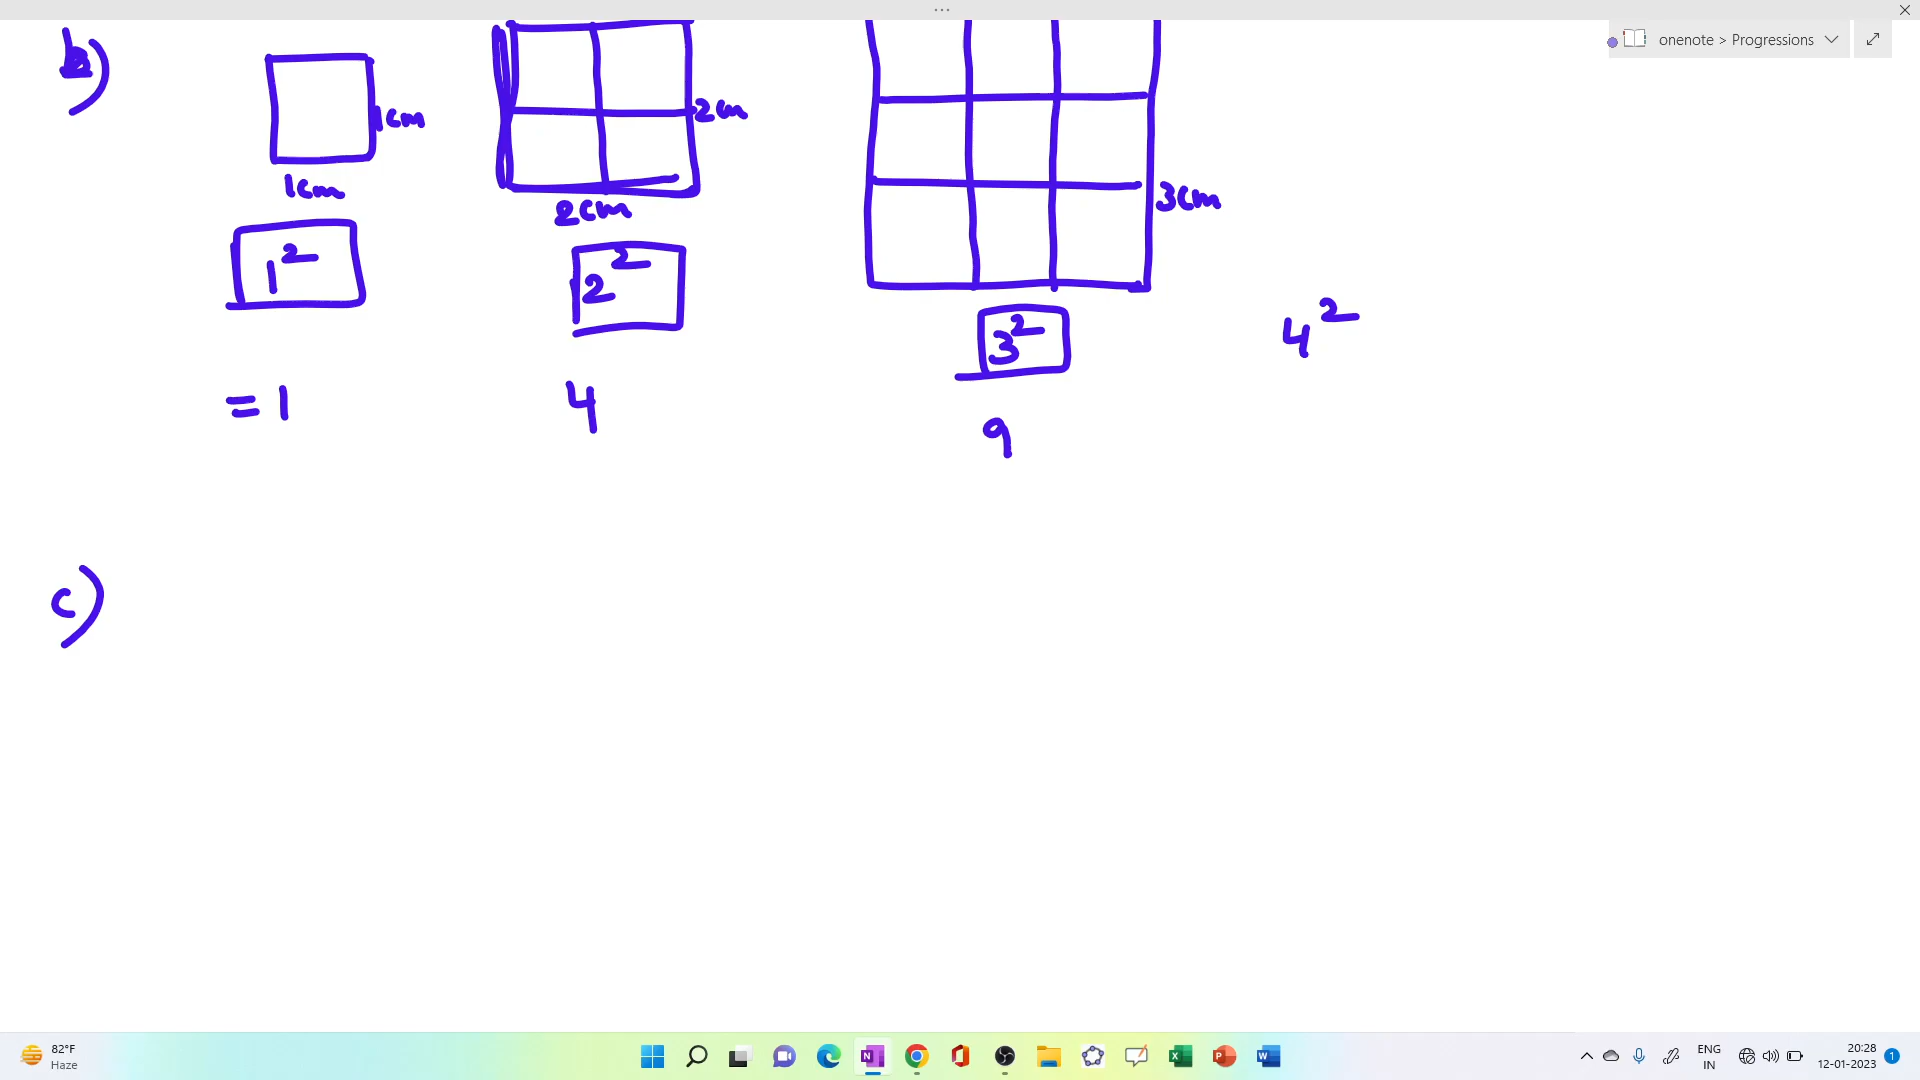 onenote > Progressions
b)
1cm
2cm
1cm
2cm
3cm
1²
2²
3²
4²
= 1
4
9
c)
82°F
Haze
ENG
IN
20:28
12-01-2023
1